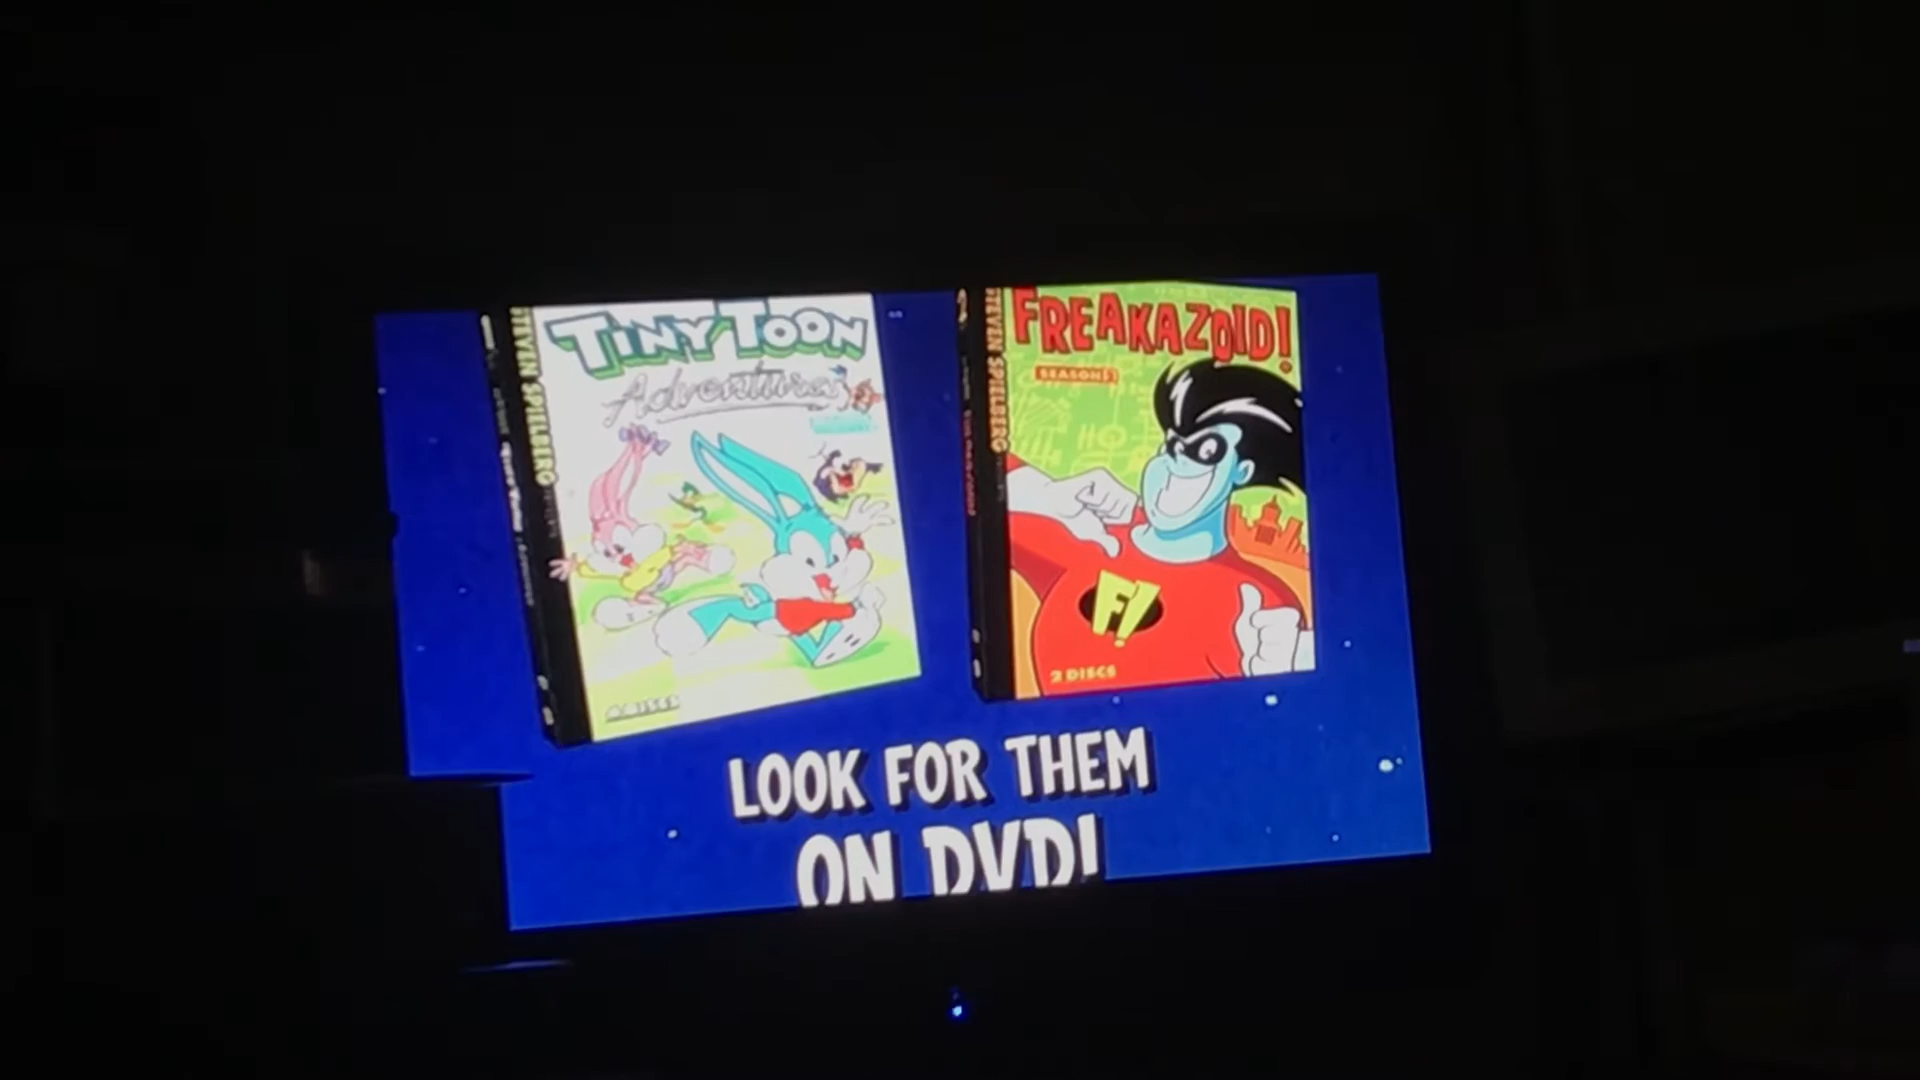 STEVEN SPIELBERG
TINY TOON
Adventures
STEVEN SPIELBERG
FREAKAZOID!
SEASON 1
F!
2 DISCS
LOOK FOR THEM
ON DVD!